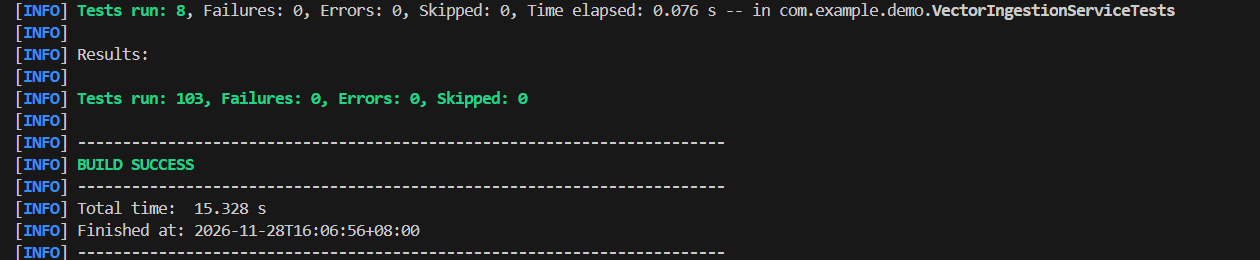 [INFO] Tests run: 8, Failures: 0, Errors: 0, Skipped: 0, Time elapsed: 0.076 s -- in com.example.demo.VectorIngestionServiceTests
[INFO]
[INFO] Results:
[INFO]
[INFO] Tests run: 103, Failures: 0, Errors: 0, Skipped: 0
[INFO]
[INFO] ------------------------------------------------------------------------
[INFO] BUILD SUCCESS
[INFO] ------------------------------------------------------------------------
[INFO] Total time:  15.328 s
[INFO] Finished at: 2026-11-28T16:06:56+08:00
[INFO] ------------------------------------------------------------------------